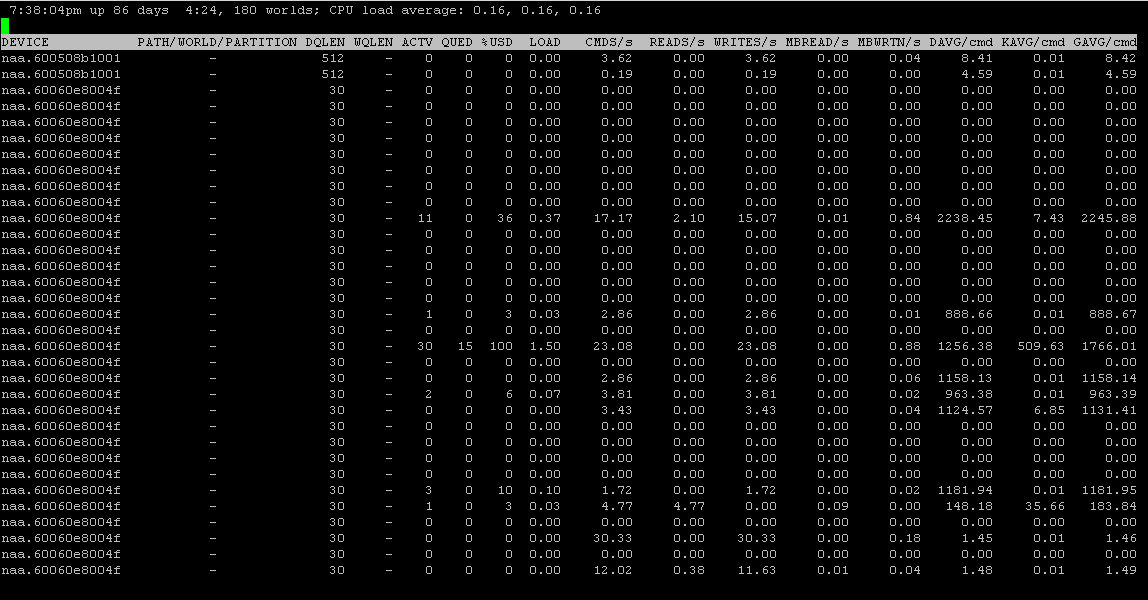 7:38:04pm up 86 days  4:24, 180 worlds; CPU load average: 0.16, 0.16, 0.16
DEVICE PATH/WORLD/PARTITION DQLEN WQLEN ACTV QUED %USD LOAD CMDS/s READS/s WRITES/s MBREAD/s MBWRTN/s DAVG/cmd KAVG/cmd GAVG/cmd
naa.600508b1001 - 512 - 0 0 0 0.00 3.62 0.00 3.62 0.00 0.04 8.41 0.01 8.42
naa.600508b1001 - 512 - 0 0 0 0.00 0.19 0.00 0.19 0.00 0.00 4.59 0.01 4.59
naa.60060e8004f - 30 - 0 0 0 0.00 0.00 0.00 0.00 0.00 0.00 0.00 0.00 0.00
naa.60060e8004f - 30 - 0 0 0 0.00 0.00 0.00 0.00 0.00 0.00 0.00 0.00 0.00
naa.60060e8004f - 30 - 0 0 0 0.00 0.00 0.00 0.00 0.00 0.00 0.00 0.00 0.00
naa.60060e8004f - 30 - 0 0 0 0.00 0.00 0.00 0.00 0.00 0.00 0.00 0.00 0.00
naa.60060e8004f - 30 - 0 0 0 0.00 0.00 0.00 0.00 0.00 0.00 0.00 0.00 0.00
naa.60060e8004f - 30 - 0 0 0 0.00 0.00 0.00 0.00 0.00 0.00 0.00 0.00 0.00
naa.60060e8004f - 30 - 0 0 0 0.00 0.00 0.00 0.00 0.00 0.00 0.00 0.00 0.00
naa.60060e8004f - 30 - 0 0 0 0.00 0.00 0.00 0.00 0.00 0.00 0.00 0.00 0.00
naa.60060e8004f - 30 - 11 0 36 0.37 17.17 2.10 15.07 0.01 0.84 2238.45 7.43 2245.88
naa.60060e8004f - 30 - 0 0 0 0.00 0.00 0.00 0.00 0.00 0.00 0.00 0.00 0.00
naa.60060e8004f - 30 - 0 0 0 0.00 0.00 0.00 0.00 0.00 0.00 0.00 0.00 0.00
naa.60060e8004f - 30 - 0 0 0 0.00 0.00 0.00 0.00 0.00 0.00 0.00 0.00 0.00
naa.60060e8004f - 30 - 0 0 0 0.00 0.00 0.00 0.00 0.00 0.00 0.00 0.00 0.00
naa.60060e8004f - 30 - 0 0 0 0.00 0.00 0.00 0.00 0.00 0.00 0.00 0.00 0.00
naa.60060e8004f - 30 - 1 0 3 0.03 2.86 0.00 2.86 0.00 0.01 888.66 0.01 888.67
naa.60060e8004f - 30 - 0 0 0 0.00 0.00 0.00 0.00 0.00 0.00 0.00 0.00 0.00
naa.60060e8004f - 30 - 30 15 100 1.50 23.08 0.00 23.08 0.00 0.88 1256.38 509.63 1766.01
naa.60060e8004f - 30 - 0 0 0 0.00 0.00 0.00 0.00 0.00 0.00 0.00 0.00 0.00
naa.60060e8004f - 30 - 0 0 0 0.00 2.86 0.00 2.86 0.00 0.06 1158.13 0.01 1158.14
naa.60060e8004f - 30 - 2 0 6 0.07 3.81 0.00 3.81 0.00 0.02 963.38 0.01 963.39
naa.60060e8004f - 30 - 0 0 0 0.00 3.43 0.00 3.43 0.00 0.04 1124.57 6.85 1131.41
naa.60060e8004f - 30 - 0 0 0 0.00 0.00 0.00 0.00 0.00 0.00 0.00 0.00 0.00
naa.60060e8004f - 30 - 0 0 0 0.00 0.00 0.00 0.00 0.00 0.00 0.00 0.00 0.00
naa.60060e8004f - 30 - 0 0 0 0.00 0.00 0.00 0.00 0.00 0.00 0.00 0.00 0.00
naa.60060e8004f - 30 - 0 0 0 0.00 0.00 0.00 0.00 0.00 0.00 0.00 0.00 0.00
naa.60060e8004f - 30 - 3 0 10 0.10 1.72 0.00 1.72 0.00 0.02 1181.94 0.01 1181.95
naa.60060e8004f - 30 - 1 0 3 0.03 4.77 4.77 0.00 0.09 0.00 148.18 35.66 183.84
naa.60060e8004f - 30 - 0 0 0 0.00 0.00 0.00 0.00 0.00 0.00 0.00 0.00 0.00
naa.60060e8004f - 30 - 0 0 0 0.00 30.33 0.00 30.33 0.00 0.18 1.45 0.01 1.46
naa.60060e8004f - 30 - 0 0 0 0.00 0.00 0.00 0.00 0.00 0.00 0.00 0.00 0.00
naa.60060e8004f - 30 - 0 0 0 0.00 12.02 0.38 11.63 0.01 0.04 1.48 0.01 1.49